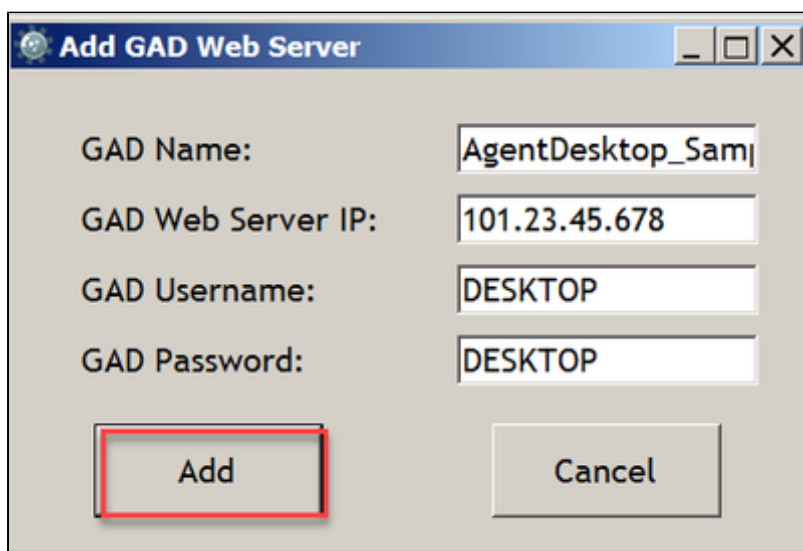 Add GAD Web Server
GAD Name: AgentDesktop_Sam
GAD Web Server IP: 101.23.45.678
GAD Username: DESKTOP
GAD Password: DESKTOP
Add Cancel